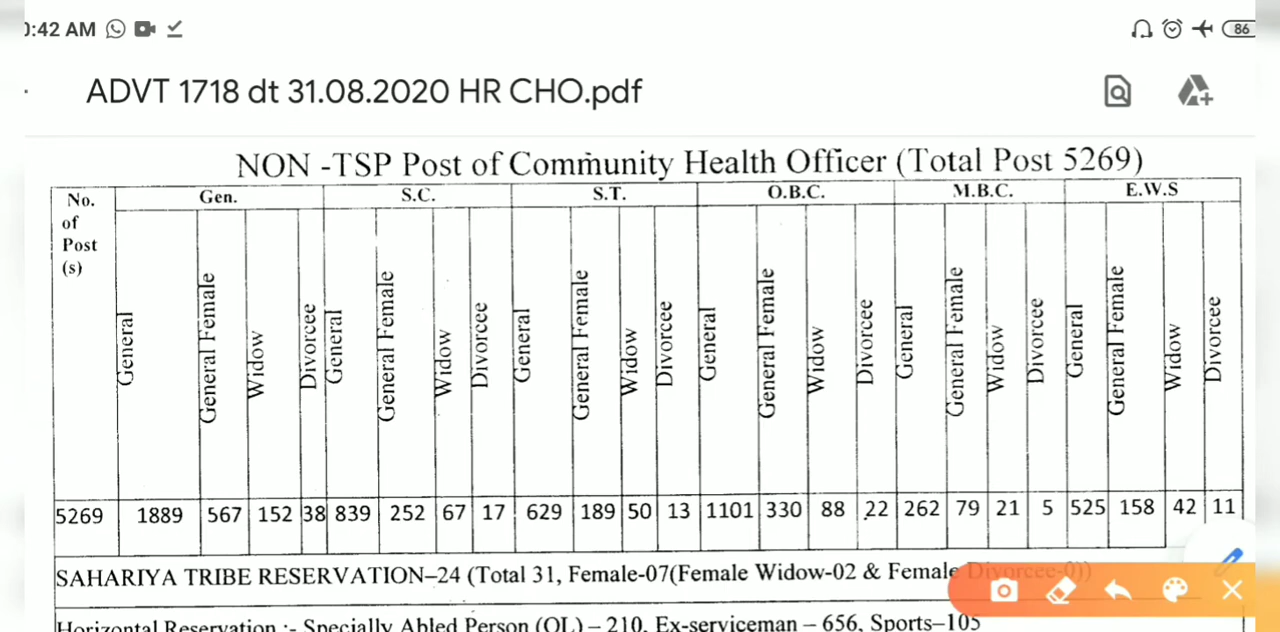 :42 AM
86
ADVT 1718 dt 31.08.2020 HR CHO.pdf
NON -TSP Post of Community Health Officer (Total Post 5269)
No. of Post (s) Gen. S.C. S.T. O.B.C. M.B.C. E.W.S
General General Female Widow Divorcee General General Female Widow Divorcee General General Female Widow Divorcee General General Female Widow Divorcee General General Female Widow Divorcee General General Female Widow Divorcee
5269 1889 567 152 38 839 252 67 17 629 189 50 13 1101 330 88 22 262 79 21 5 525 158 42 11
SAHARIYA TRIBE RESERVATION–24 (Total 31, Female-07(Female Widow-02 & Female Divorcee-0))
Horizontal Reservation :- Specially Abled Person (OL) – 210, Ex-serviceman – 656, Sports–105